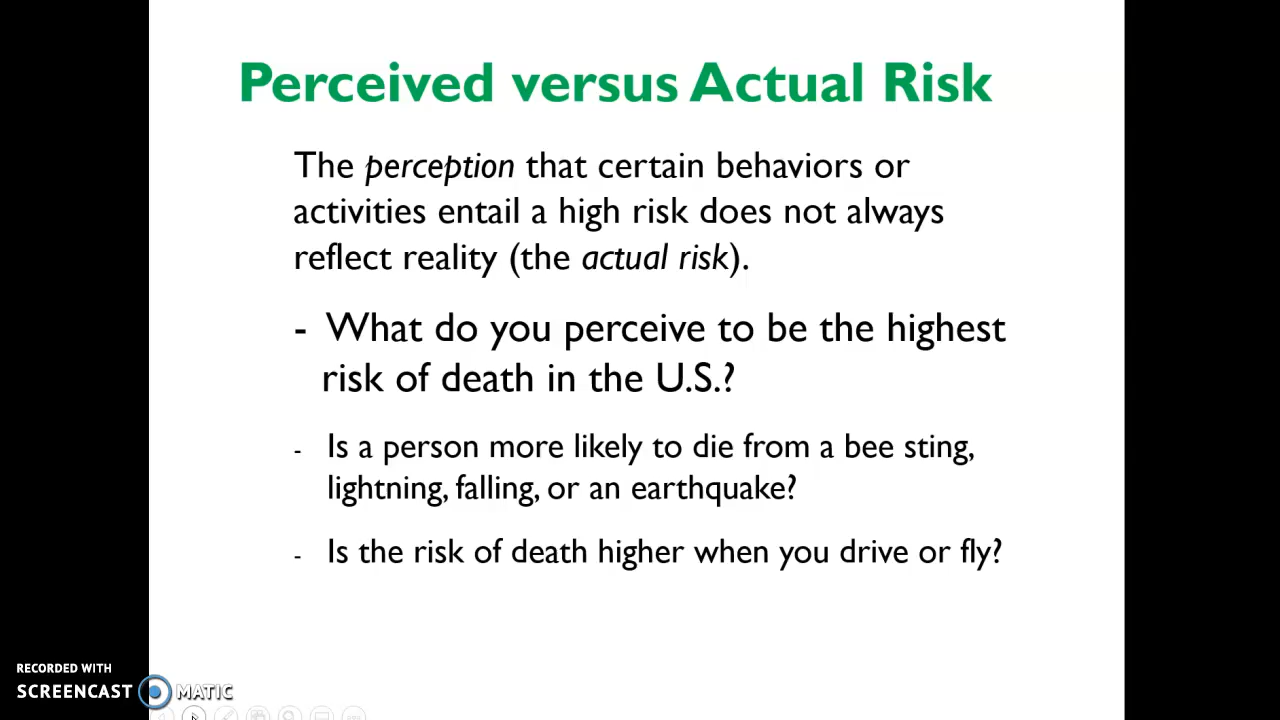 Perceived versus Actual Risk
The perception that certain behaviors or
activities entail a high risk does not always
reflect reality (the actual risk).
- What do you perceive to be the highest
risk of death in the U.S.?
- Is a person more likely to die from a bee sting,
lightning, falling, or an earthquake?
- Is the risk of death higher when you drive or fly?
RECORDED WITH
SCREENCAST MATIC